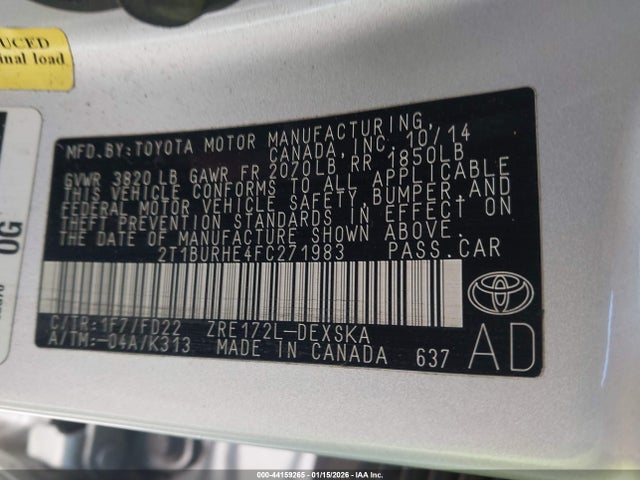 UCED
inal load
OG
MFD.BY:TOYOTA MOTOR MANUFACTURING,
CANADA, INC. 10/14
GVWR 3820 LB GAWR FR 2020LB RR 1850LB
THIS VEHICLE CONFORMS TO ALL APPLICABLE
FEDERAL MOTOR VEHICLE SAFETY, BUMPER, AND
THEFT PREVENTION STANDARDS IN EFFECT ON
THE DATE OF MANUFACTURE SHOWN ABOVE.
2T1BURHE4FC271983 PASS.CAR
C/TR:1F7/FD22 ZRE172L-DEXSKA
A/TM:-04A/K313 MADE IN CANADA 637
AD
000-44159265 - 01/15/2026 - IAA Inc.